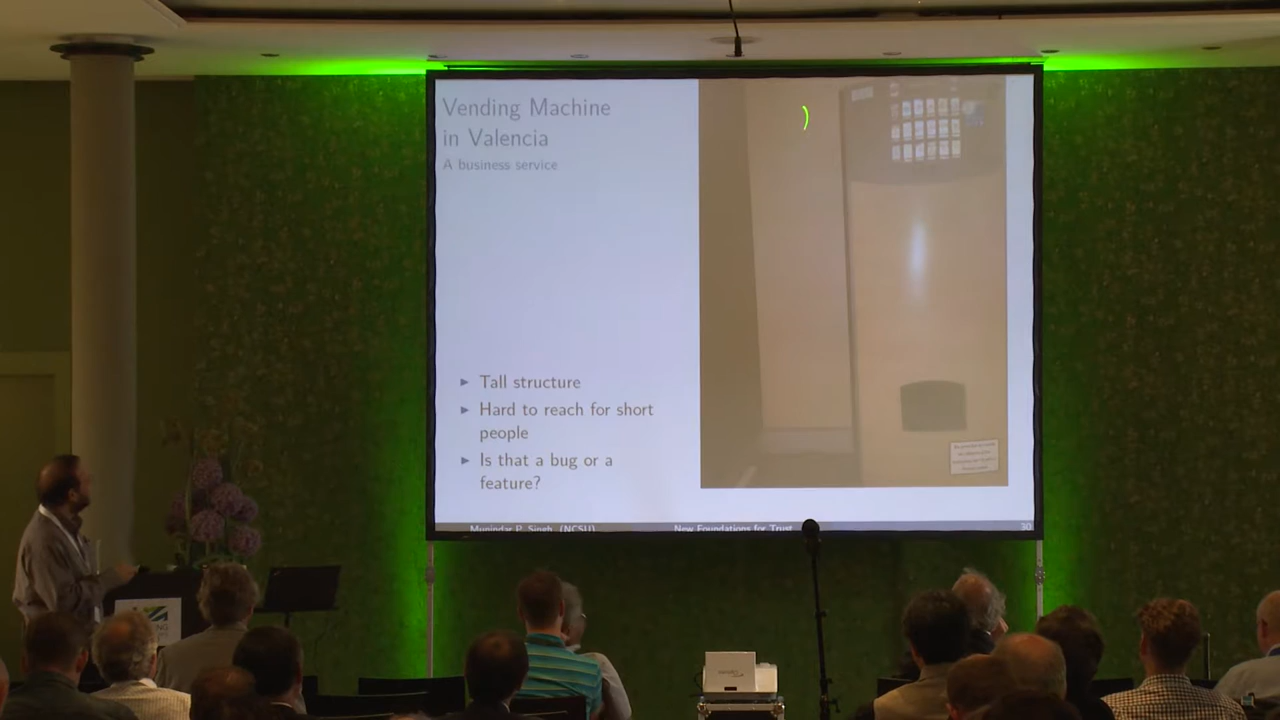 Vending Machine
in Valencia
A business service
► Tall structure
► Hard to reach for short
people
► Is that a bug or a
feature?
Munindar P. Singh (NCSU) New Foundations for Trust 30